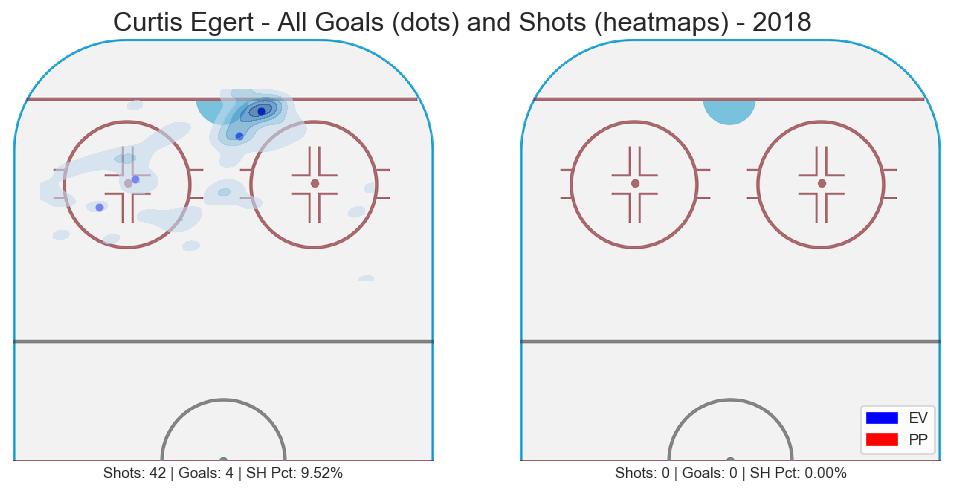 Curtis Egert - All Goals (dots) and Shots (heatmaps) - 2018
EV
PP
Shots: 42 | Goals: 4 | SH Pct: 9.52%
Shots: 0 | Goals: 0 | SH Pct: 0.00%